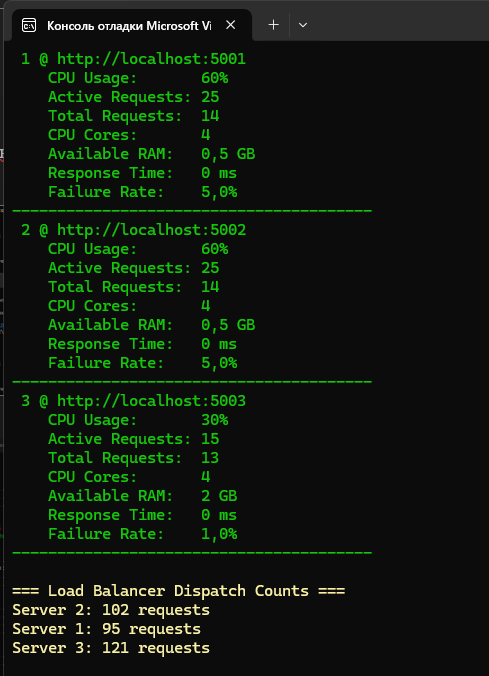 Консоль отладки Microsoft Vi
1 @ http://localhost:5001
CPU Usage: 60%
Active Requests: 25
Total Requests: 14
CPU Cores: 4
Available RAM: 0,5 GB
Response Time: 0 ms
Failure Rate: 5,0%
----------------------------------------
2 @ http://localhost:5002
CPU Usage: 60%
Active Requests: 25
Total Requests: 14
CPU Cores: 4
Available RAM: 0,5 GB
Response Time: 0 ms
Failure Rate: 5,0%
----------------------------------------
3 @ http://localhost:5003
CPU Usage: 30%
Active Requests: 15
Total Requests: 13
CPU Cores: 4
Available RAM: 2 GB
Response Time: 0 ms
Failure Rate: 1,0%
----------------------------------------
=== Load Balancer Dispatch Counts ===
Server 2: 102 requests
Server 1: 95 requests
Server 3: 121 requests